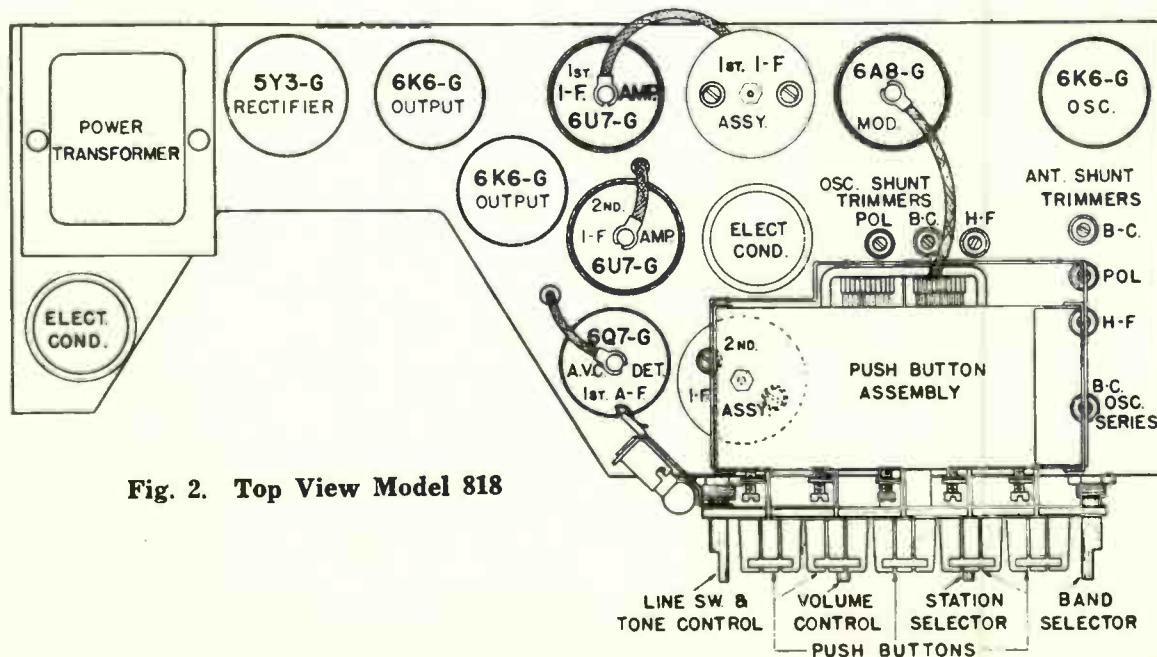 POWER
TRANSFORMER
5Y3-G
RECTIFIER
6K6-G
OUTPUT
6K6-G
OUTPUT
1ST.
I-F. AMP.
6U7-G
1ST. I-F
ASSY.
6A8-G
MOD.
6K6-G
OSC.
2ND.
I-F AMP.
6U7-G
ELECT
COND.
OSC. SHUNT
TRIMMERS
POL B-C. H-F
ANT. SHUNT
TRIMMERS
B-C.
POL
H-F
B-C.
OSC.
SERIES
ELECT.
COND.
6Q7-G
A.V.C. DET.
1ST. A-F
2ND.
I-F
ASSY.
PUSH BUTTON
ASSEMBLY
Fig. 2. Top View Model 818
LINE SW. &
TONE CONTROL
VOLUME
CONTROL
STATION
SELECTOR
BAND
SELECTOR
PUSH BUTTONS